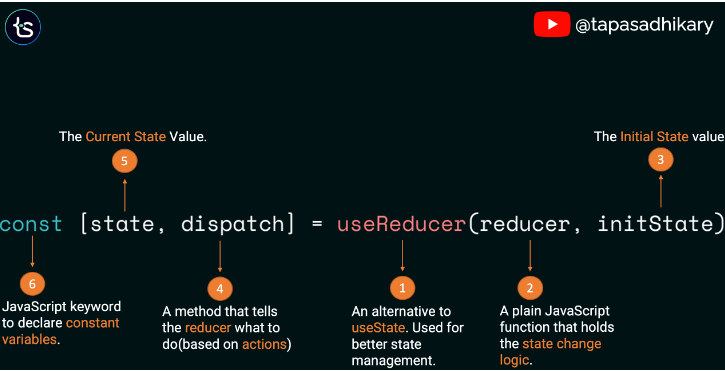 ts
@tapasadhikary
The Current State Value.
The Initial State value
5
3
const [state, dispatch] = useReducer(reducer, initState)
6
4
1
2
JavaScript keyword
to declare constant
variables.
A method that tells
the reducer what to
do(based on actions)
An alternative to
useState. Used for
better state
management.
A plain JavaScript
function that holds
the state change
logic.